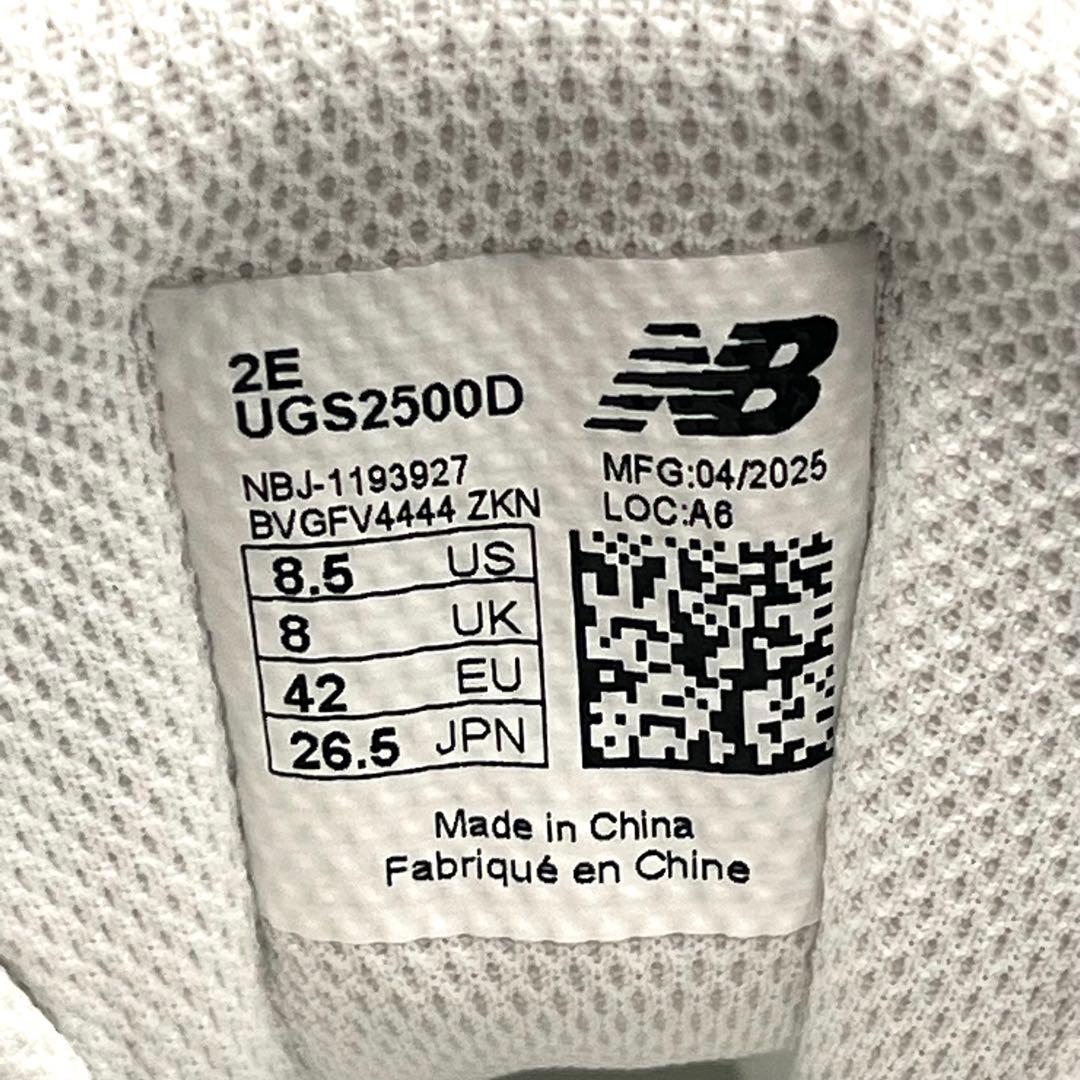 2E
UGS2500D
NB
NBJ-1193927
BVGFV4444 ZKN
MFG:04/2025
LOC:A6
8.5 US
8 UK
42 EU
26.5 JPN
Made in China
Fabriqué en Chine